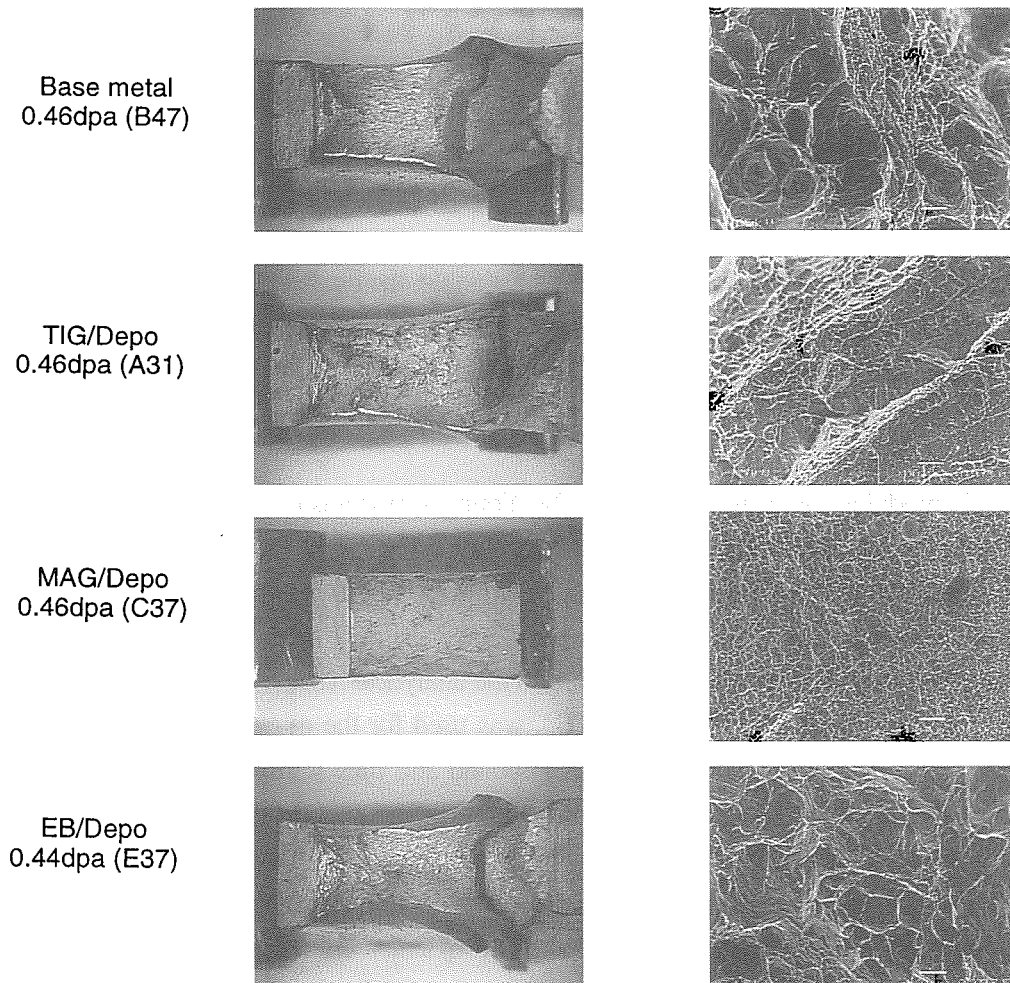 Base metal
0.46dpa (B47)
TIG/Depo
0.46dpa (A31)
MAG/Depo
0.46dpa (C37)
EB/Depo
0.44dpa (E37)